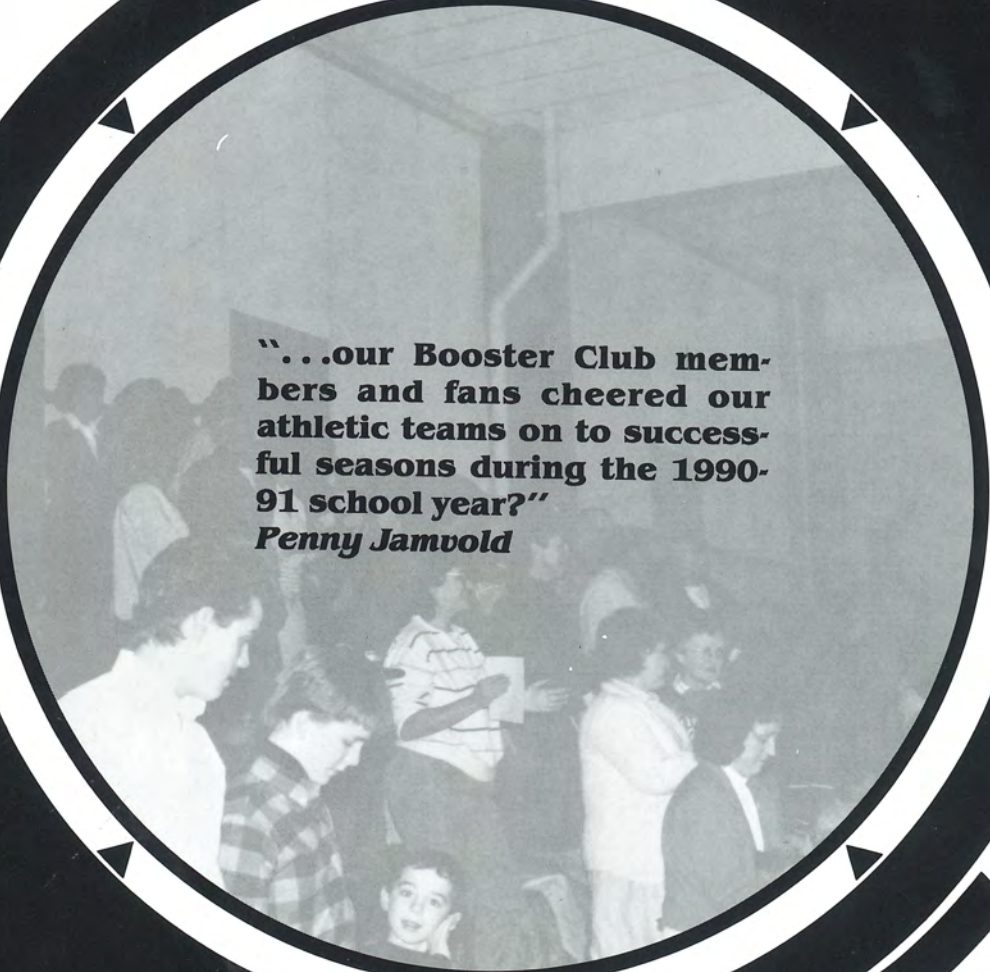 “. . .our Booster Club mem-
bers and fans cheered our
athletic teams on to success-
ful seasons during the 1990-
91 school year?”
Penny Jamvold